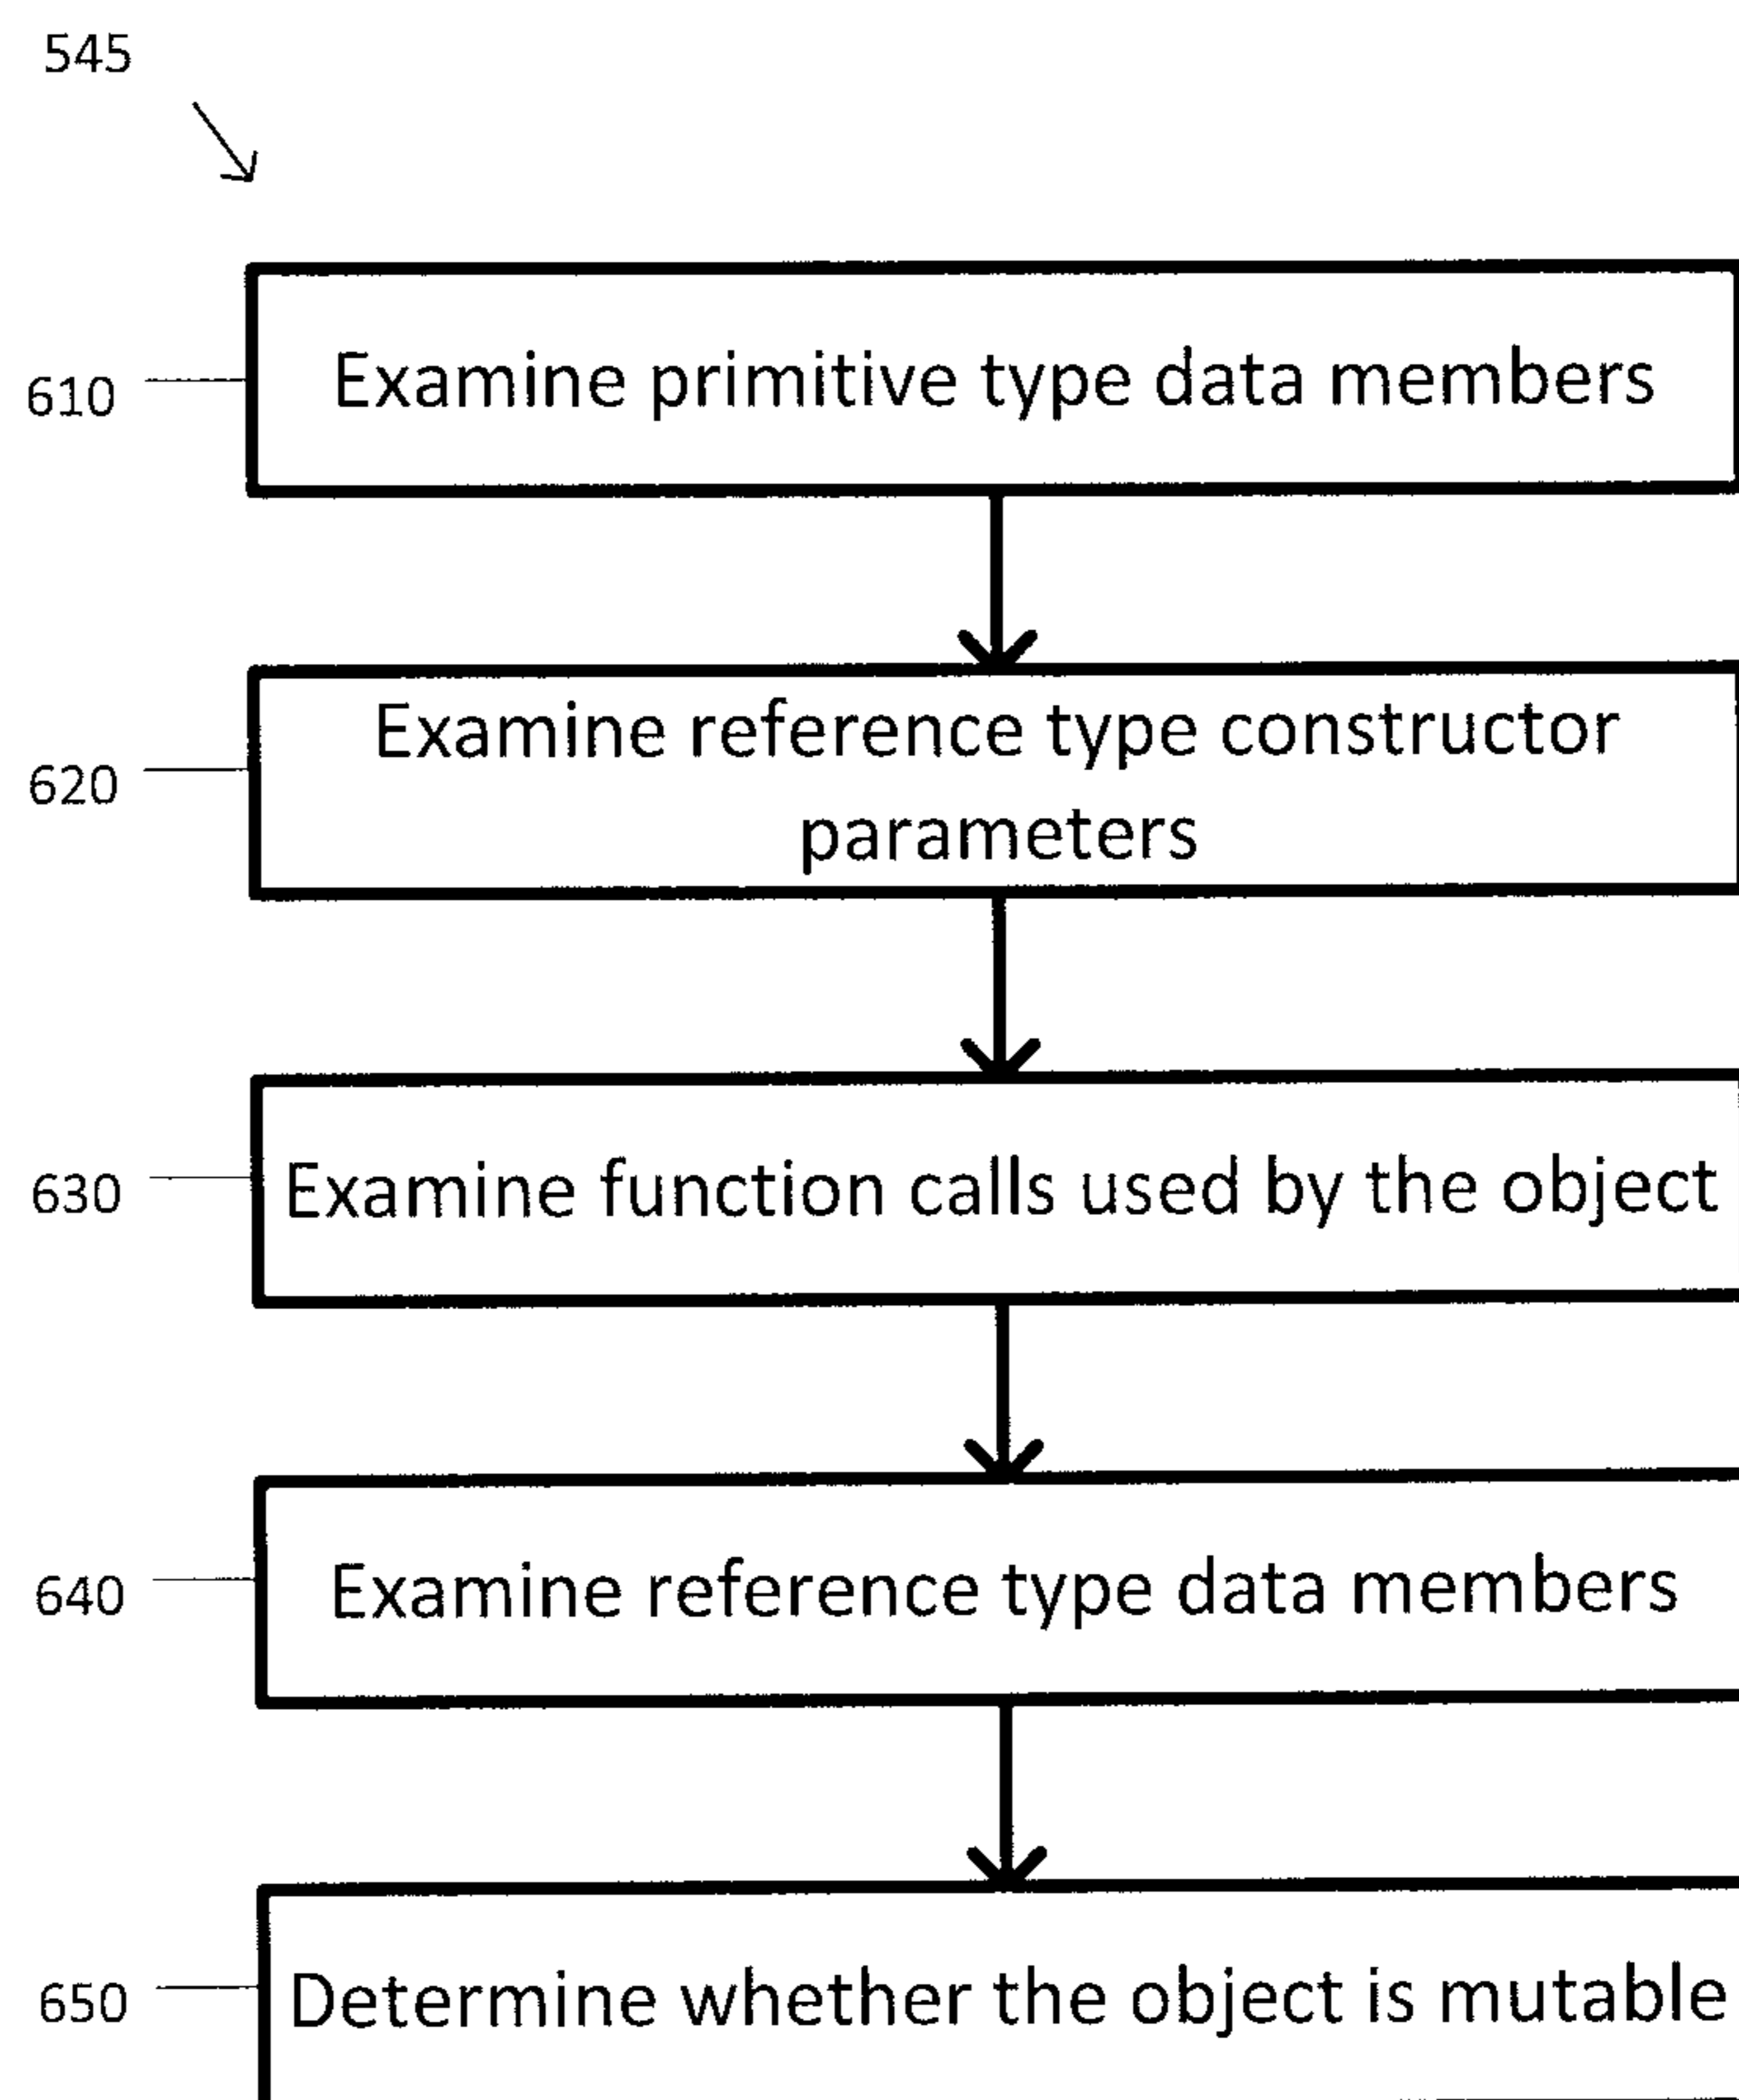 545
610
Examine primitive type data members
620
Examine reference type constructor
parameters
630
Examine function calls used by the object
640
Examine reference type data members
650
Determine whether the object is mutable